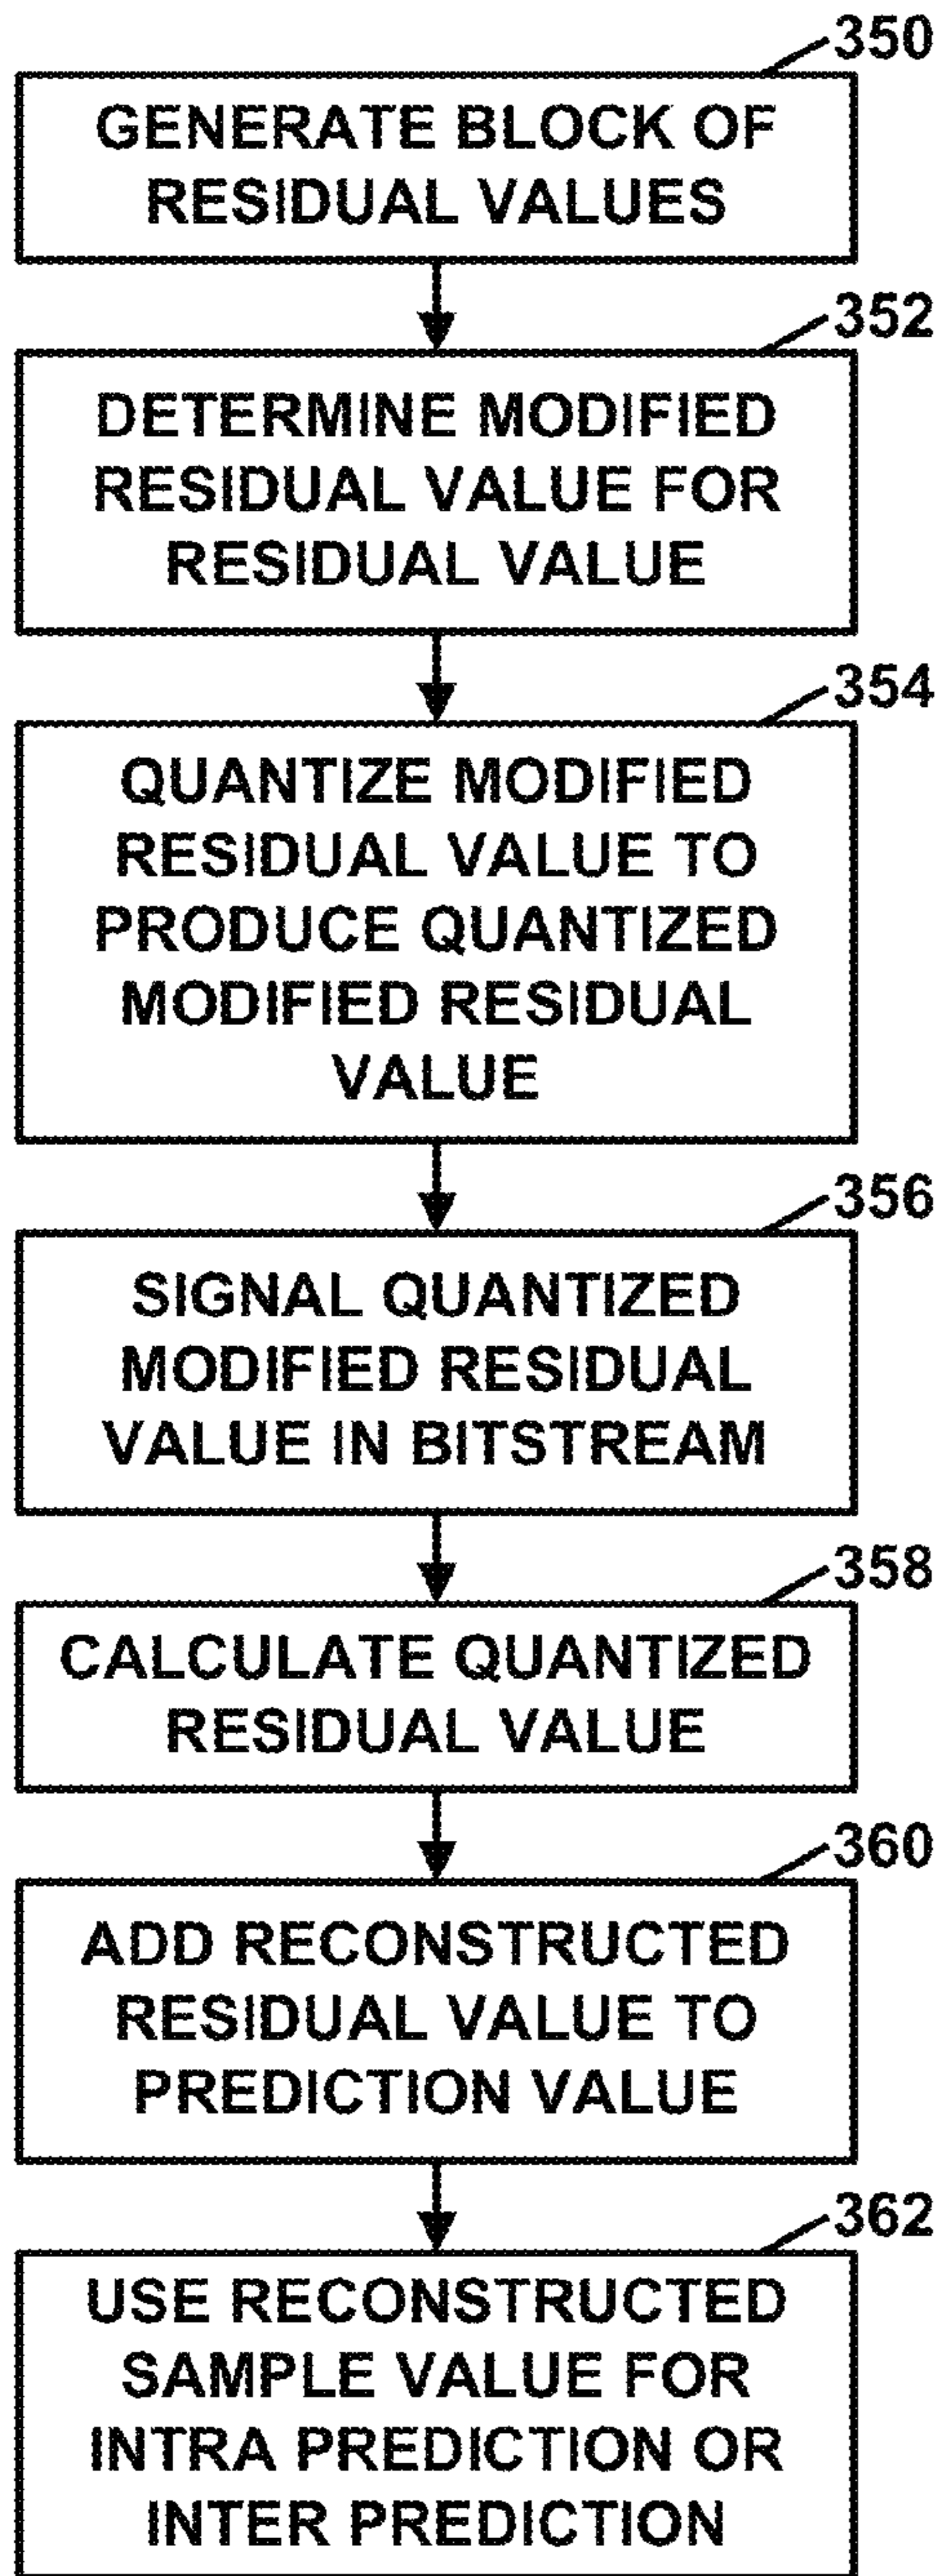 350
GENERATE BLOCK OF
RESIDUAL VALUES
352
DETERMINE MODIFIED
RESIDUAL VALUE FOR
RESIDUAL VALUE
354
QUANTIZE MODIFIED
RESIDUAL VALUE TO
PRODUCE QUANTIZED
MODIFIED RESIDUAL
VALUE
356
SIGNAL QUANTIZED
MODIFIED RESIDUAL
VALUE IN BITSTREAM
358
CALCULATE QUANTIZED
RESIDUAL VALUE
360
ADD RECONSTRUCTED
RESIDUAL VALUE TO
PREDICTION VALUE
362
USE RECONSTRUCTED
SAMPLE VALUE FOR
INTRA PREDICTION OR
INTER PREDICTION